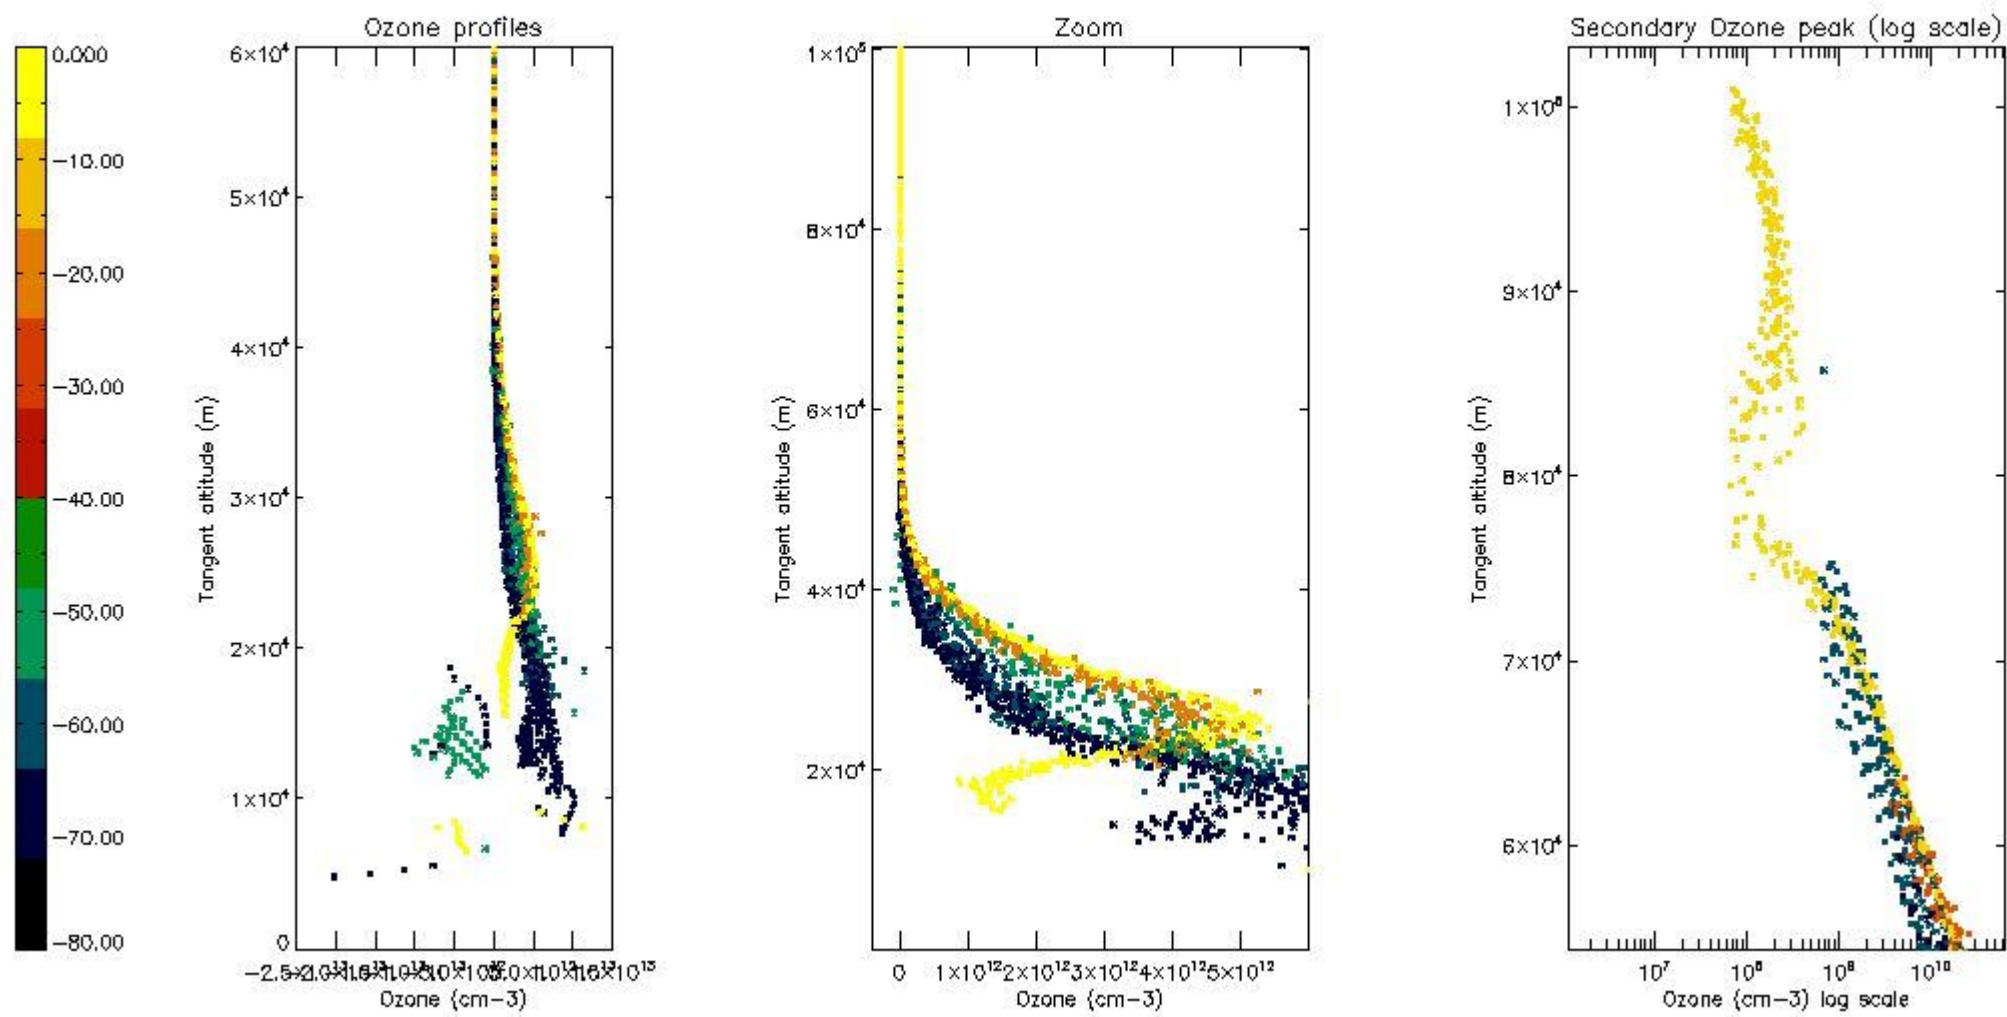 Ozone profiles
Zoom
Secondary Ozone peak (log scale)
0.000
−10.00
−20.00
−30.00
−40.00
−50.00
−60.00
−70.00
−80.00
6×10⁴
5×10⁴
4×10⁴
3×10⁴
2×10⁴
1×10⁴
0
Tangent altitude (m)
Ozone (cm−3)
1×10⁵
8×10⁴
6×10⁴
4×10⁴
2×10⁴
Tangent altitude (m)
0 1×10¹² 2×10¹² 3×10¹² 4×10¹² 5×10¹²
Ozone (cm−3)
9×10⁴
8×10⁴
7×10⁴
6×10⁴
Tangent altitude (m)
10⁷ 10⁸ 10⁹ 10¹⁰
Ozone (cm−3) log scale